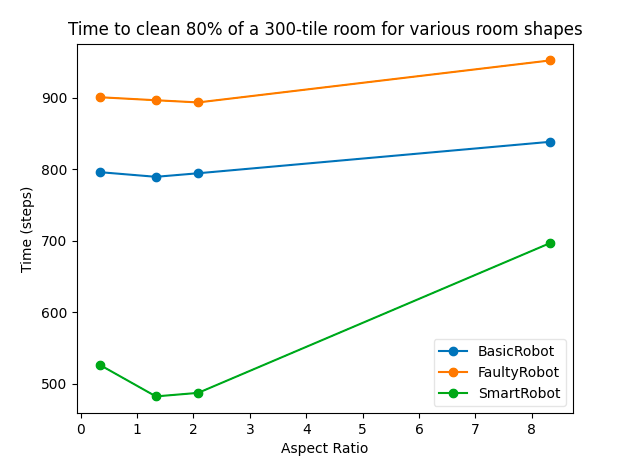 Time to clean 80% of a 300-tile room for various room shapes
Time (steps)
900
800
700
600
500
0 1 2 3 4 5 6 7 8
Aspect Ratio
BasicRobot
FaultyRobot
SmartRobot